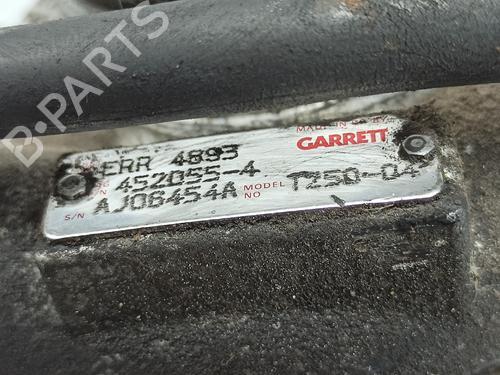 B-PARTS
MADE IN
GARRETT
ERR 4893
452055-4
S/N AJ06454A MODEL NO T250-04